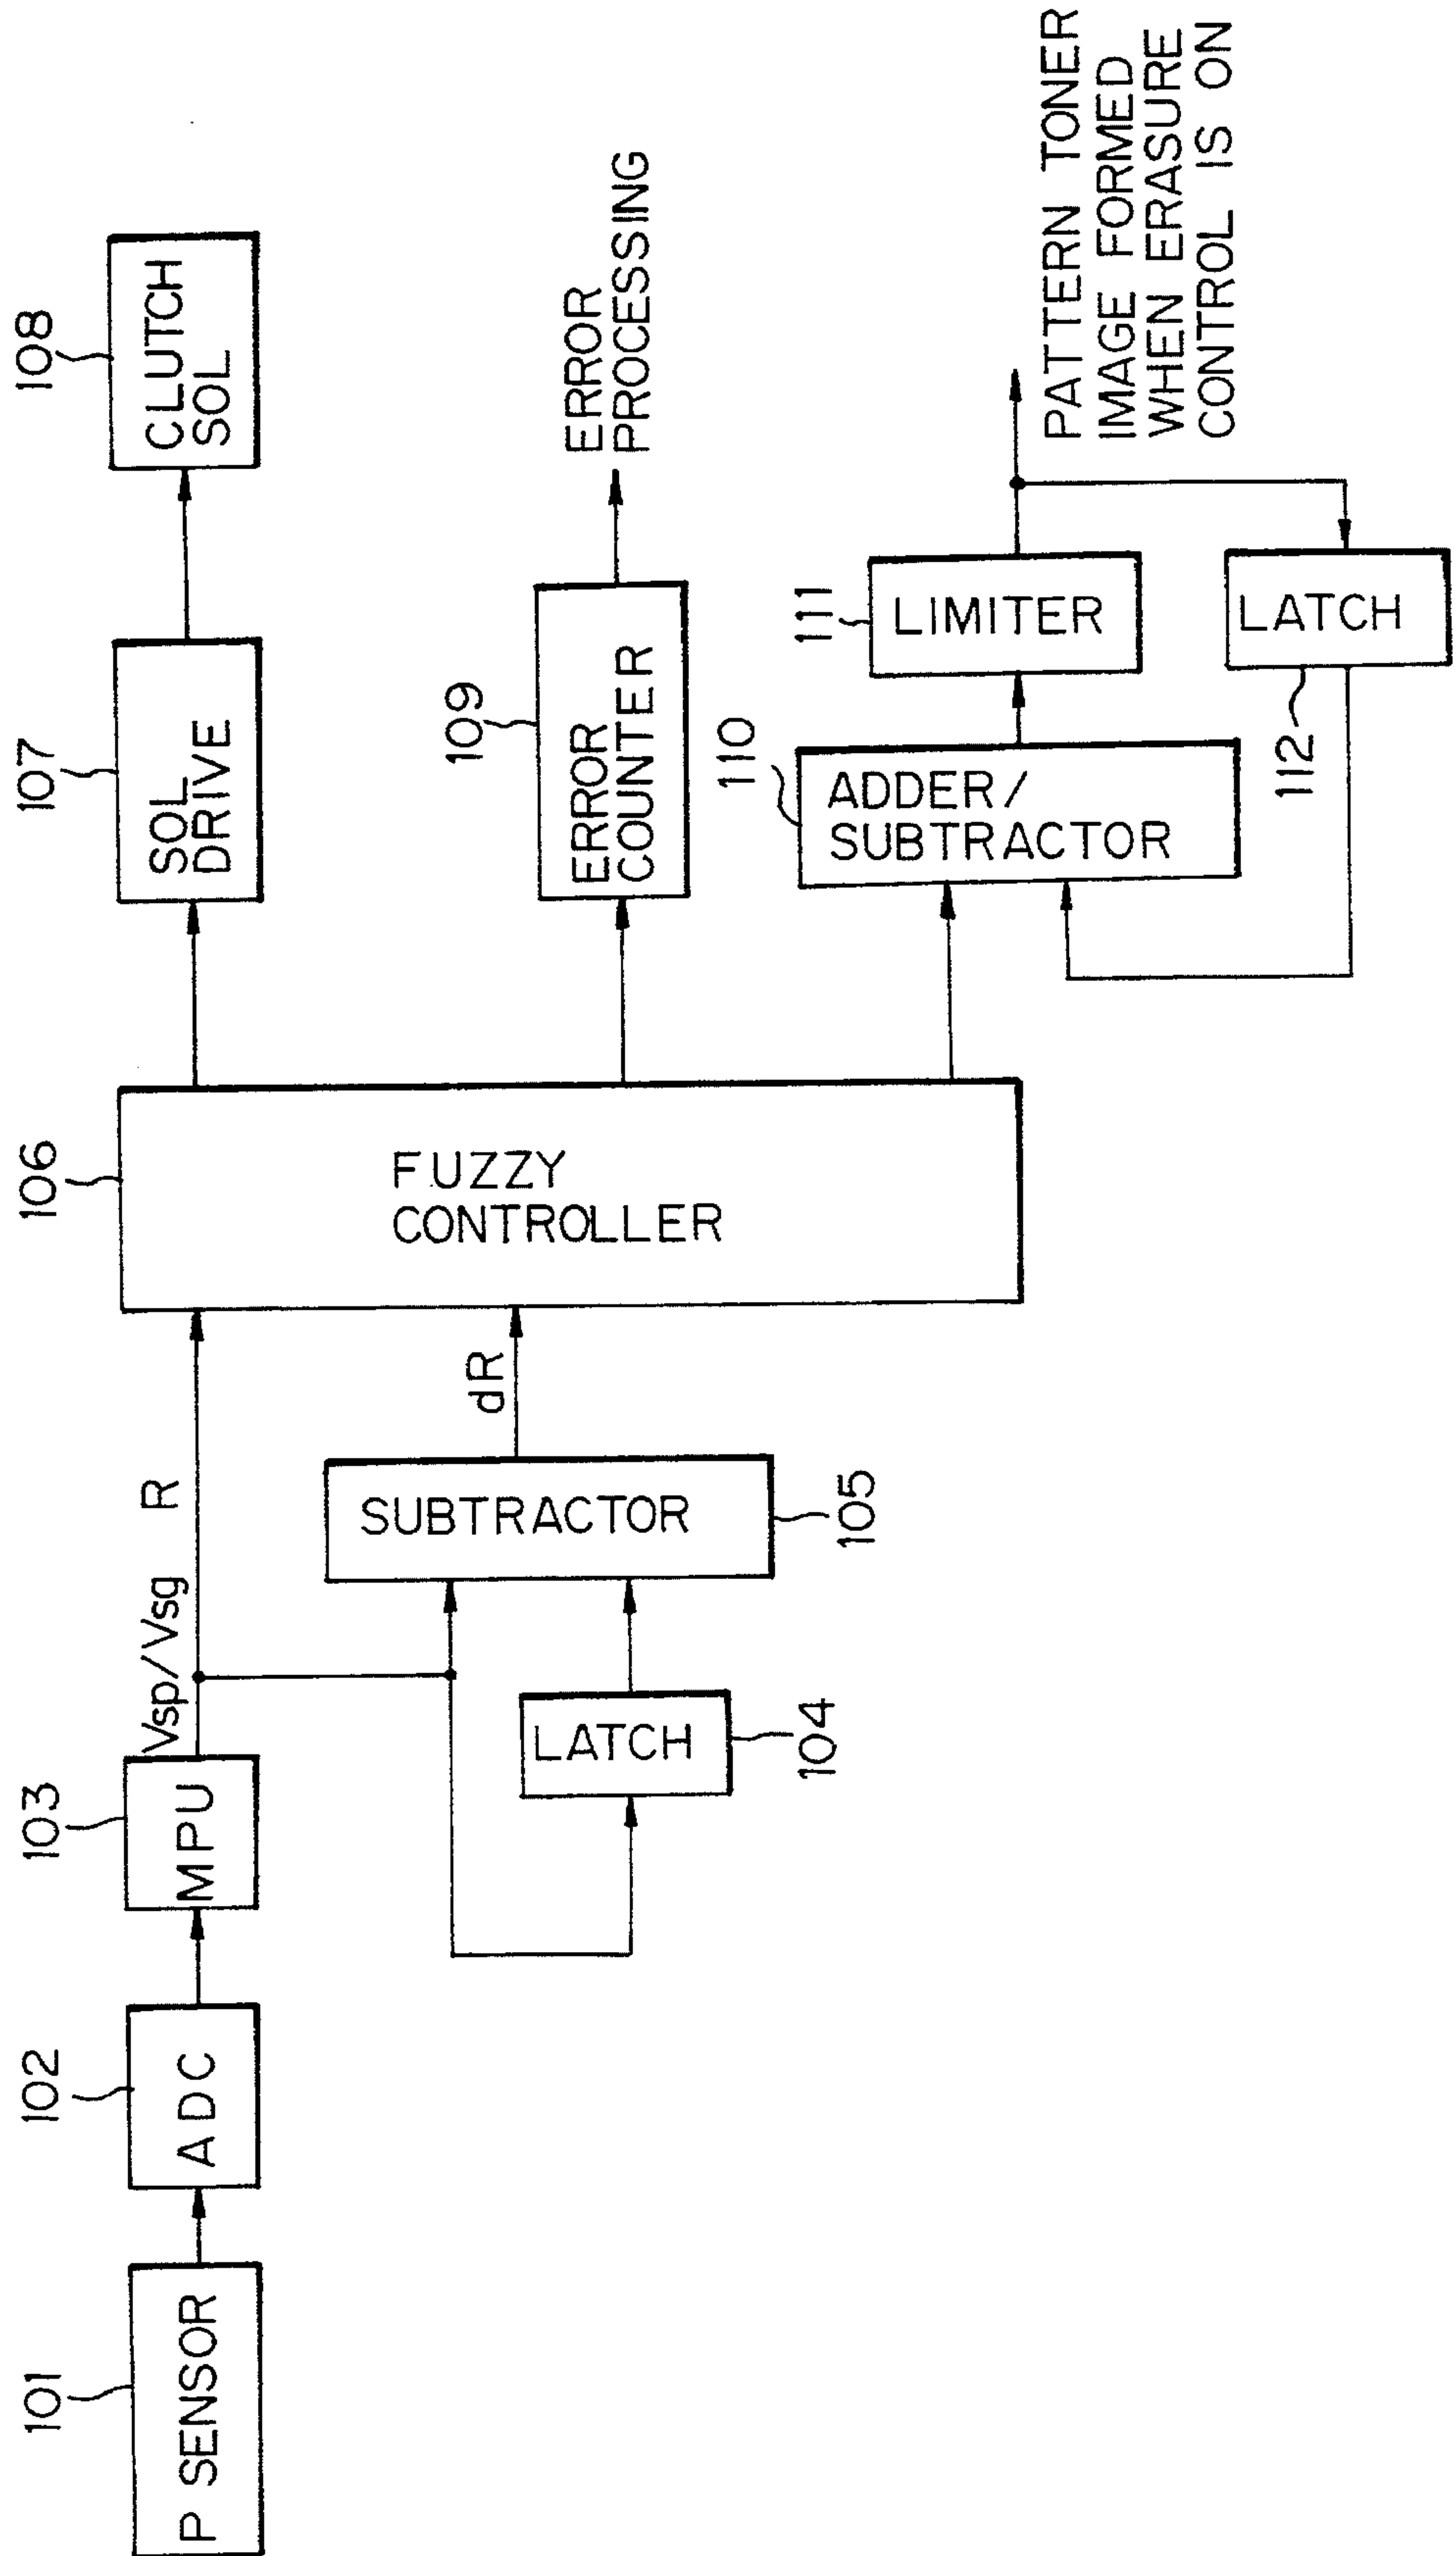 101
P SENSOR
102
ADC
103
MPU
Vsp/Vsg
R
LATCH
104
SUBTRACTOR
105
dR
106
FUZZY
CONTROLLER
107
SOL
DRIVE
108
CLUTCH
SOL
109
ERROR
COUNTER
ERROR
PROCESSING
110
ADDER/
SUBTRACTOR
111
LIMITER
LATCH
112
PATTERN TONER
IMAGE FORMED
WHEN ERASURE
CONTROL IS ON